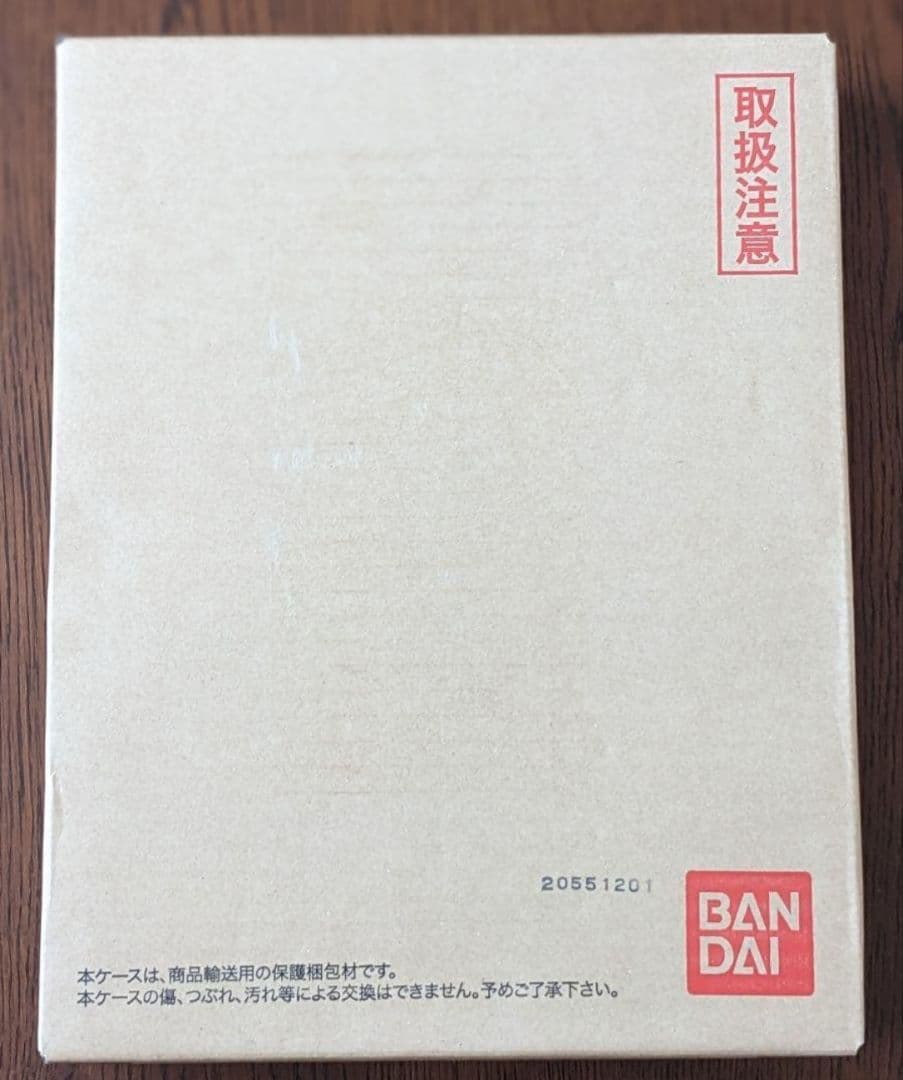 取扱注意
20551201
BAN
DAI
本ケースは、商品輸送用の保護梱包材です。
本ケースの傷、つぶれ、汚れ等による交換はできません。予めご了承下さい。